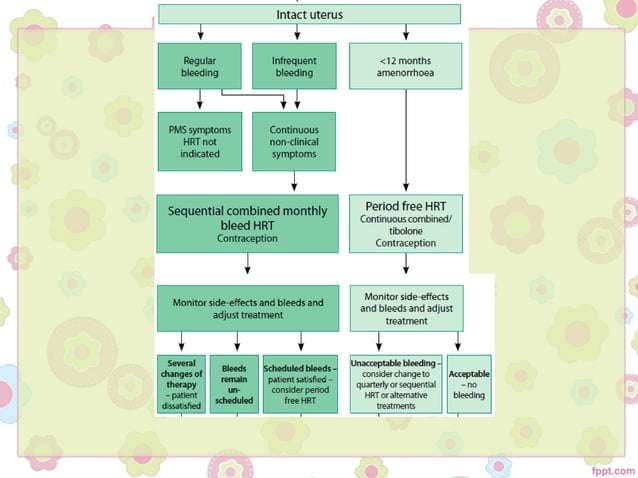 Intact uterus
Regular
bleeding
Infrequent
bleeding
<12 months
amenorrhoea
PMS symptoms
HRT not
indicated
Continuous
non-clinical
symptoms
Sequential combined monthly
bleed HRT
Contraception
Period free HRT
Continuous combined/
tibolone
Contraception
Monitor side-effects and bleeds and
adjust treatment
Monitor side-effects
and bleeds and adjust
treatment
Several
changes of
therapy
– patient
dissatisfied
Bleeds
remain
un-
scheduled
Scheduled bleeds –
patient satisfied –
consider period
free HRT
Unacceptable bleeding –
consider change to
quarterly or sequential
HRT or alternative
treatments
Acceptable
– no
bleeding
fppt.com